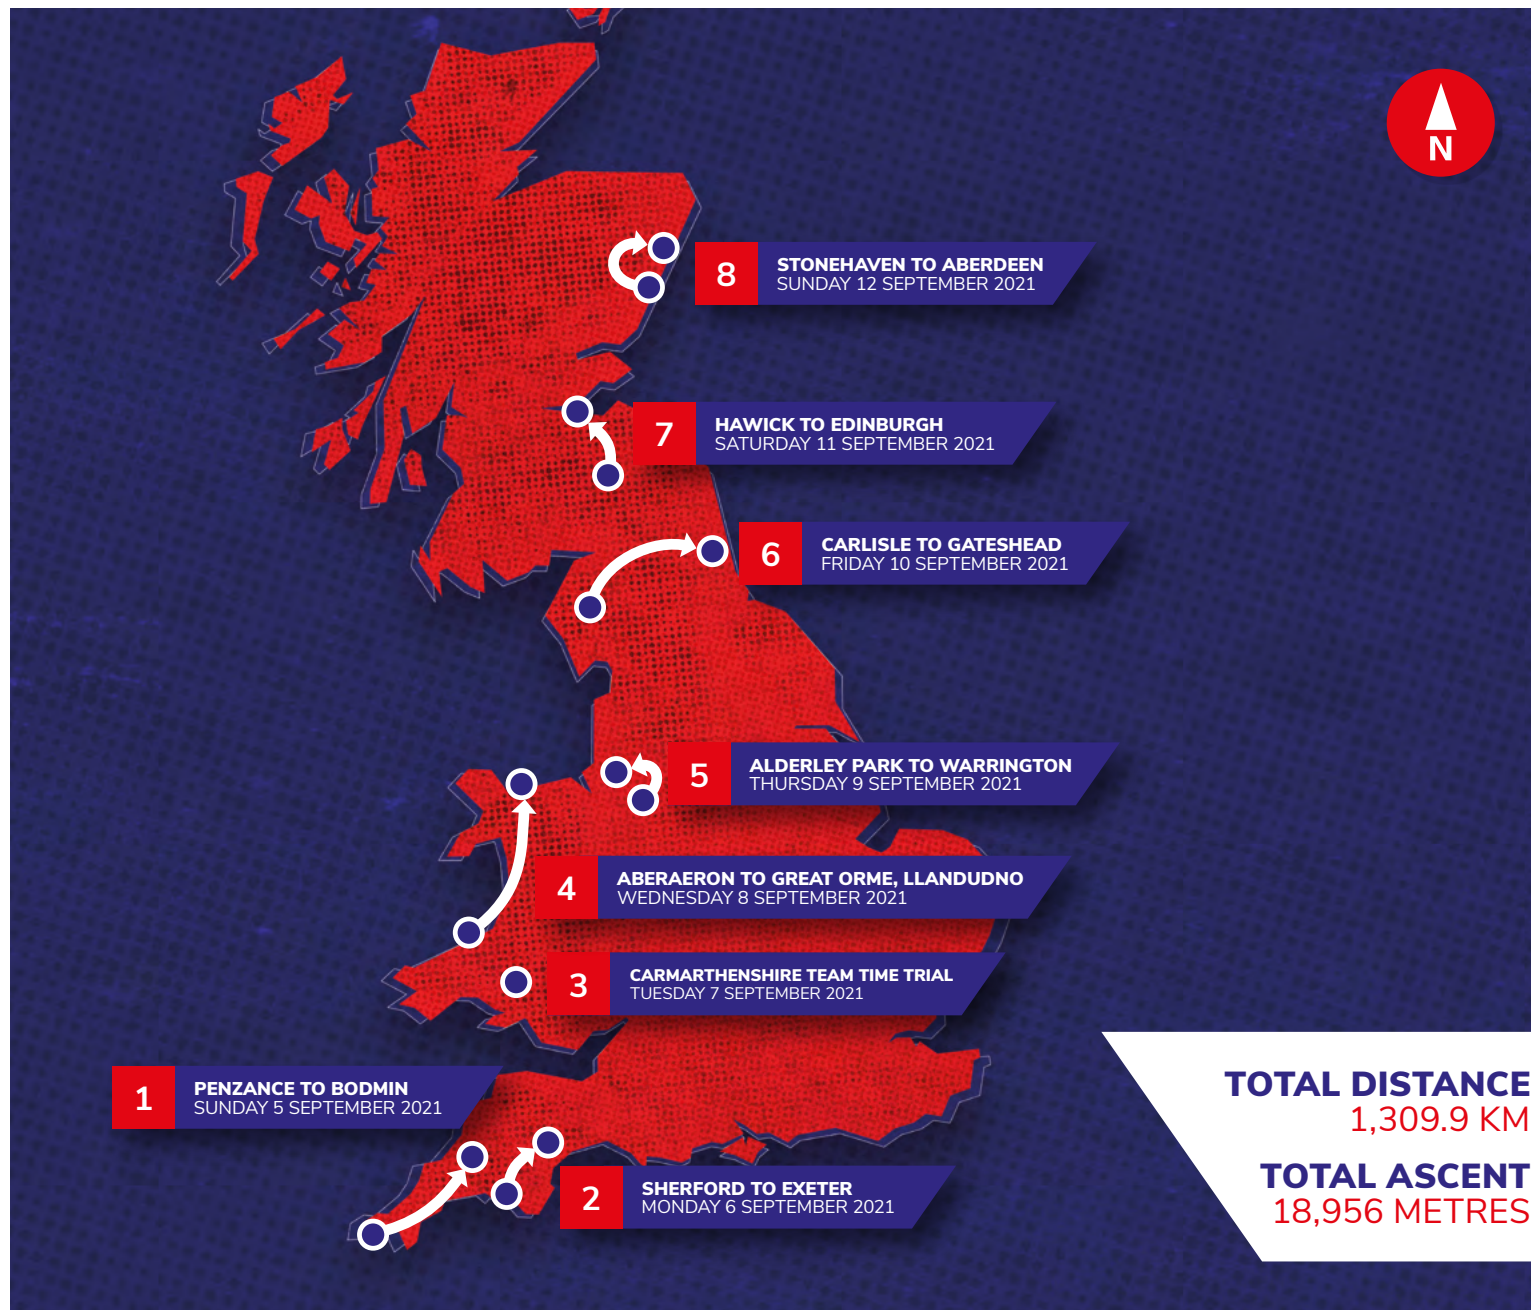 N
8
STONEHAVEN TO ABERDEEN
SUNDAY 12 SEPTEMBER 2021
7
HAWICK TO EDINBURGH
SATURDAY 11 SEPTEMBER 2021
6
CARLISLE TO GATESHEAD
FRIDAY 10 SEPTEMBER 2021
5
ALDERLEY PARK TO WARRINGTON
THURSDAY 9 SEPTEMBER 2021
4
ABERAERON TO GREAT ORME, LLANDUDNO
WEDNESDAY 8 SEPTEMBER 2021
3
CARMARTHENSHIRE TEAM TIME TRIAL
TUESDAY 7 SEPTEMBER 2021
1
PENZANCE TO BODMIN
SUNDAY 5 SEPTEMBER 2021
2
SHERFORD TO EXETER
MONDAY 6 SEPTEMBER 2021
TOTAL DISTANCE
1,309.9 KM
TOTAL ASCENT
18,956 METRES